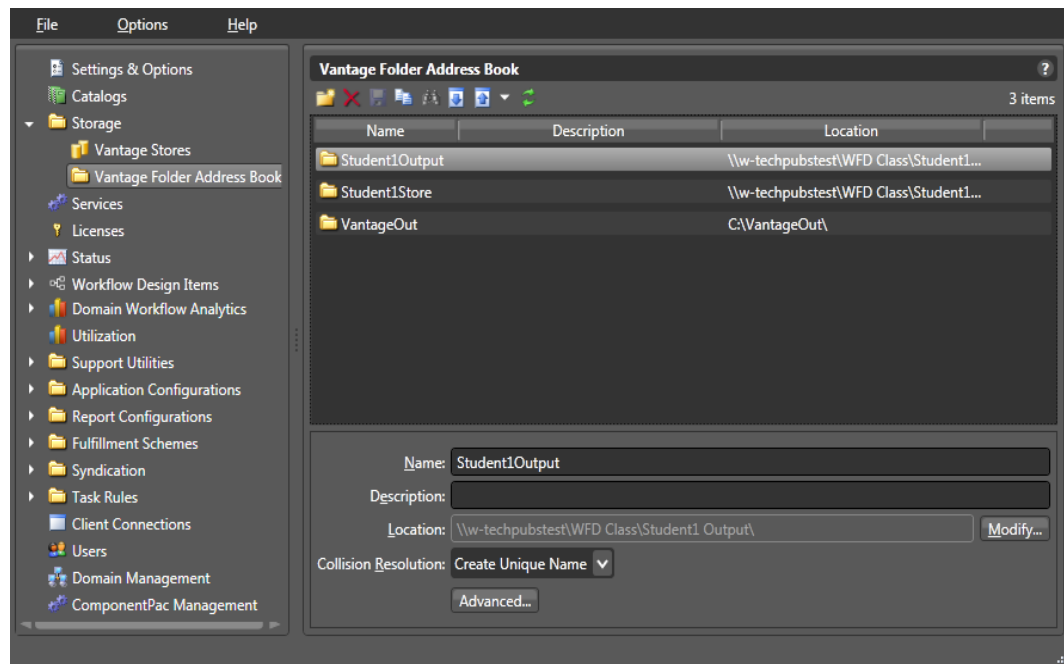 File Options Help
Settings & Options
Catalogs
Storage
Vantage Stores
Vantage Folder Address Book
Services
Licenses
Status
Workflow Design Items
Domain Workflow Analytics
Utilization
Support Utilities
Application Configurations
Report Configurations
Fulfillment Schemes
Syndication
Task Rules
Client Connections
Users
Domain Management
ComponentPac Management
Vantage Folder Address Book ?
3 items
Name Description Location
Student1Output \\w-techpubstest\WFD Class\Student1...
Student1Store \\w-techpubstest\WFD Class\Student1...
VantageOut C:\VantageOut\
Name: Student1Output
Description:
Location: \\w-techpubstest\WFD Class\Student1 Output\ Modify...
Collision Resolution: Create Unique Name
Advanced...